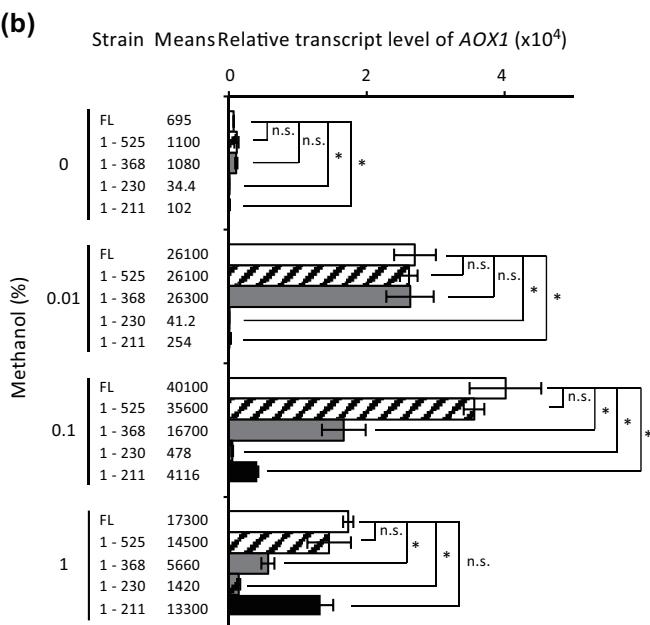 (b)
Strain Means Relative transcript level of AOX1 (x10⁴)
0 2 4
Methanol (%)
0
FL 695
1 - 525 1100
1 - 368 1080
1 - 230 34.4
1 - 211 102
n.s. n.s. * *
0.01
FL 26100
1 - 525 26100
1 - 368 26300
1 - 230 41.2
1 - 211 254
n.s. n.s. * *
0.1
FL 40100
1 - 525 35600
1 - 368 16700
1 - 230 478
1 - 211 4116
n.s. * * *
1
FL 17300
1 - 525 14500
1 - 368 5660
1 - 230 1420
1 - 211 13300
n.s. * * n.s.